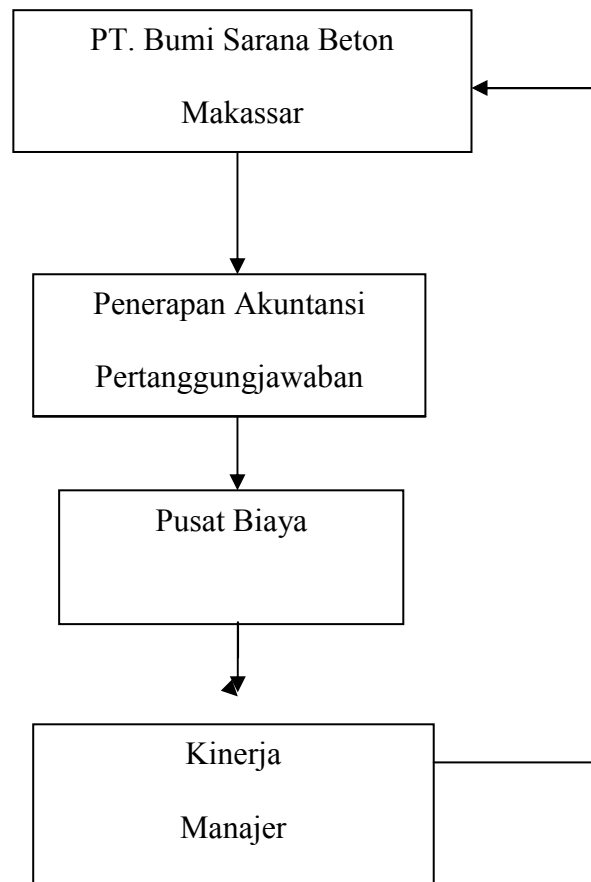 PT. Bumi Sarana Beton
Makassar
Penerapan Akuntansi
Pertanggungjawaban
Pusat Biaya
Kinerja
Manajer